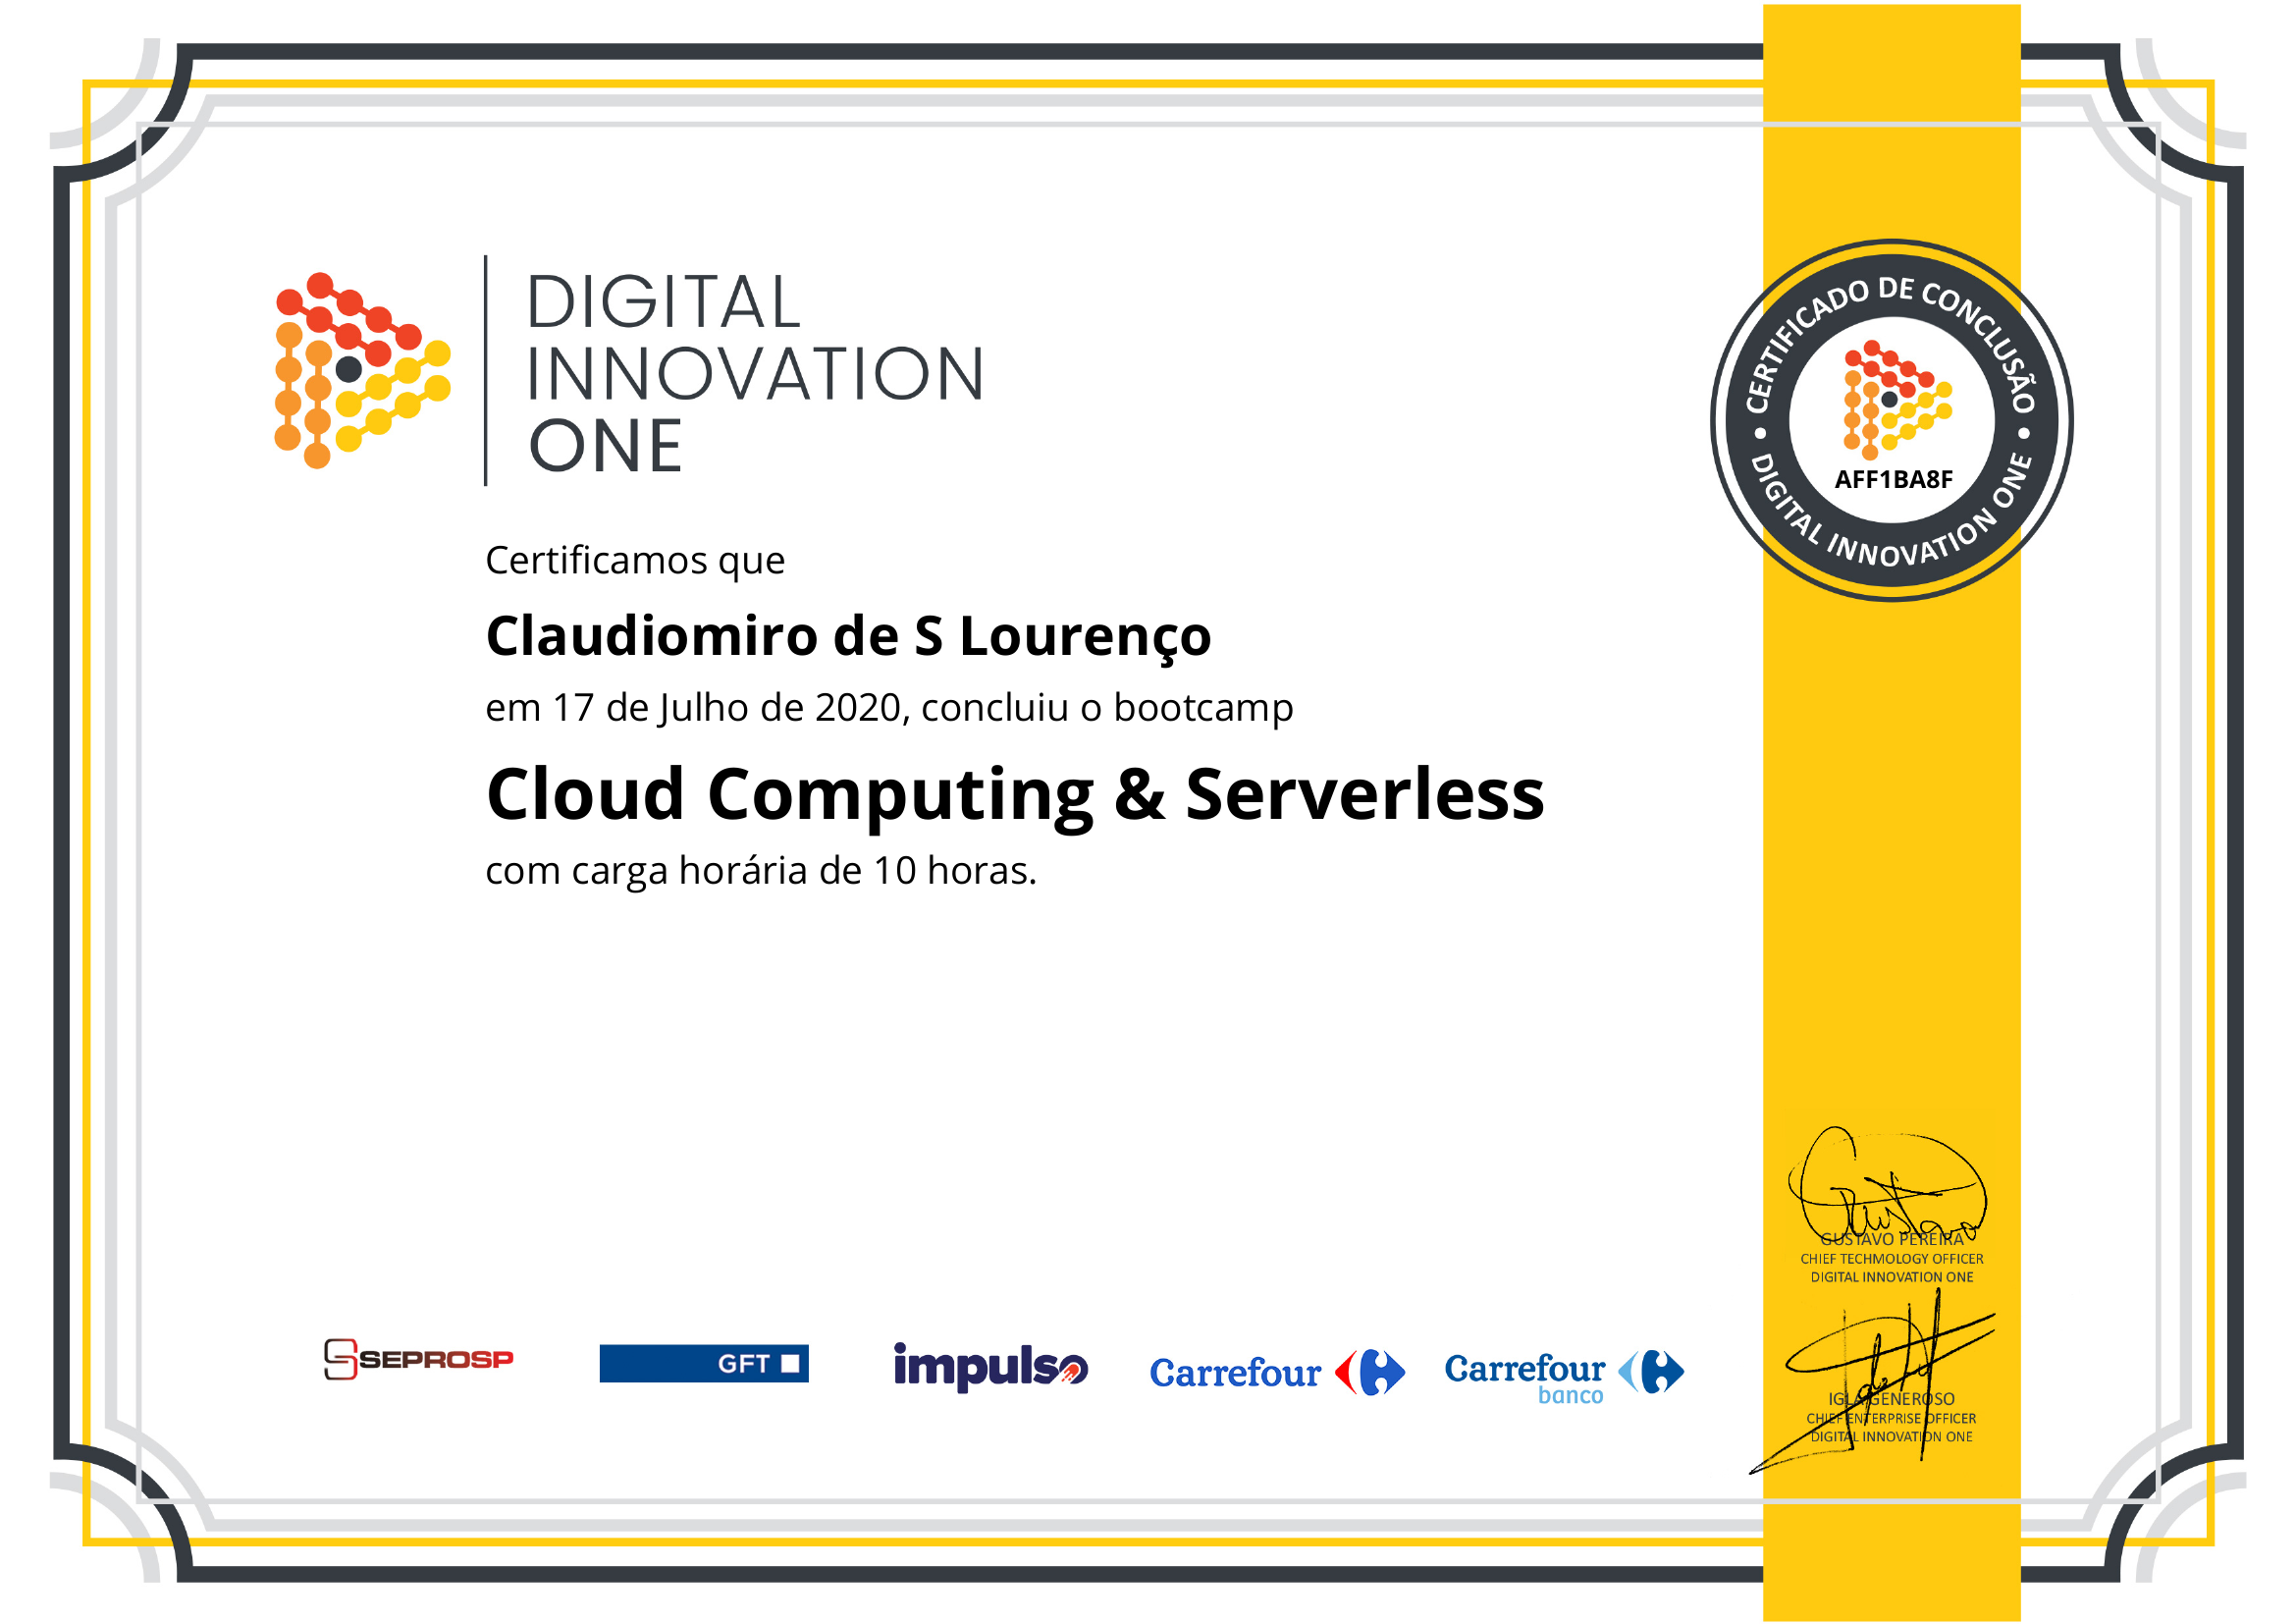 DIGITAL
INNOVATION
ONE
CERTIFICADO DE CONCLUSÃO
AFF1BA8F
DIGITAL INNOVATION ONE
Certificamos que
Claudiomiro de S Lourenço
em 17 de Julho de 2020, concluiu o bootcamp
Cloud Computing & Serverless
com carga horária de 10 horas.
Gustavo
GUSTAVO PEREIRA
CHIEF TECHMOLOGY OFFICER
DIGITAL INNOVATION ONE
IGLA GENEROSO
CHIEF ENTERPRISE OFFICER
DIGITAL INNOVATION ONE
SEPROSP
GFT
impulso
Carrefour
Carrefour
banco